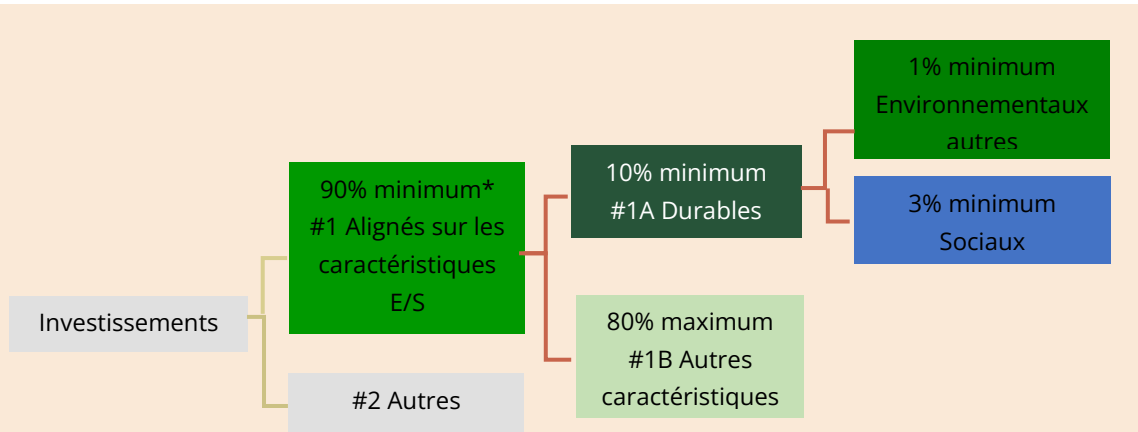 Investissements
90% minimum*
#1 Alignés sur les
caractéristiques
E/S
#2 Autres
10% minimum
#1A Durables
80% maximum
#1B Autres
caractéristiques
1% minimum
Environnementaux
autres
3% minimum
Sociaux